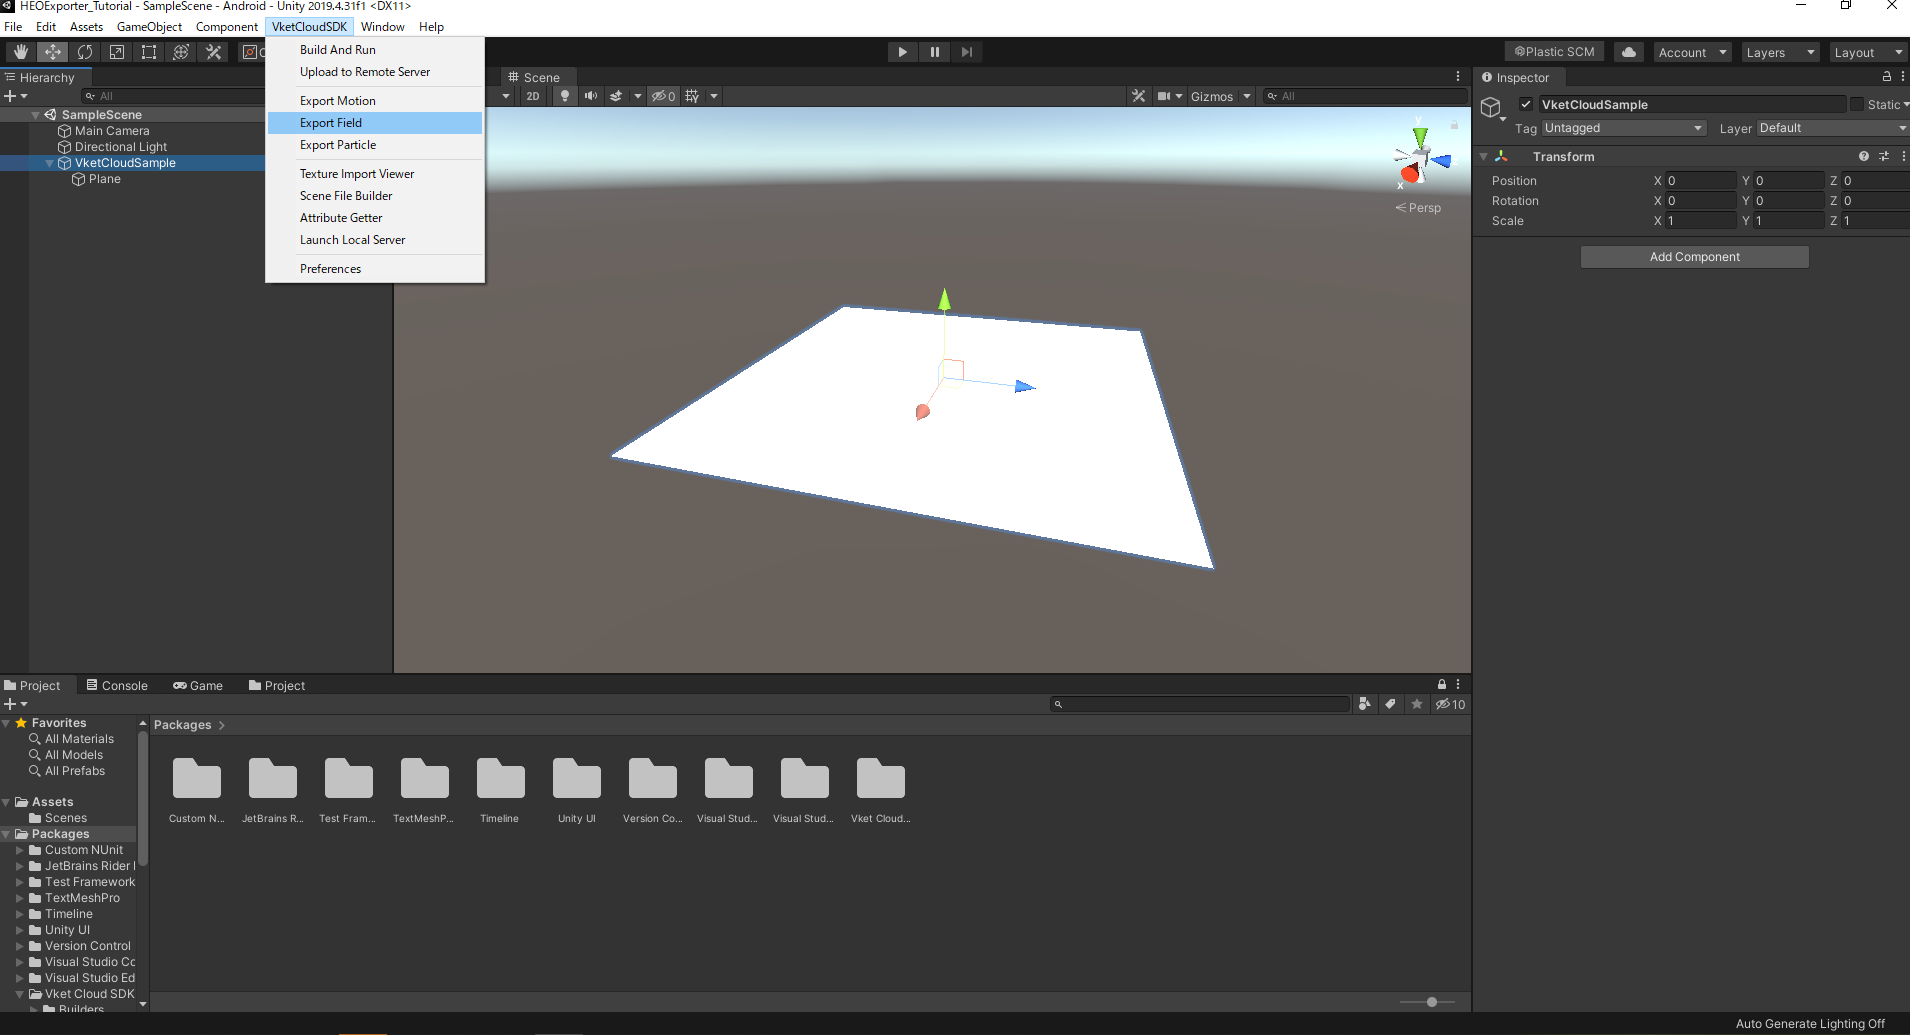 HEOExporter_Tutorial - SampleScene - Android - Unity 2019.4.31f1 <DX11>
File Edit Assets GameObject Component VketCloudSDK Window Help
Plastic SCM Account Layers Layout
Build And Run
Upload to Remote Server
Export Motion
Export Field
Export Particle
Texture Import Viewer
Scene File Builder
Attribute Getter
Launch Local Server
Preferences
Hierarchy
All
SampleScene
Main Camera
Directional Light
VketCloudSample
Plane
Scene
2D 0 Gizmos All
y
x
Persp
Inspector
VketCloudSample Static
Tag Untagged Layer Default
Transform
Position X 0 Y 0 Z 0
Rotation X 0 Y 0 Z 0
Scale X 1 Y 1 Z 1
Add Component
Project Console Game Project
10
Favorites
All Materials
All Models
All Prefabs
Assets
Scenes
Packages
Custom NUnit
JetBrains Rider
Test Framework
TextMeshPro
Timeline
Unity UI
Version Control
Visual Studio Co
Visual Studio Ed
Vket Cloud SDK
Builders
Packages
Custom N... JetBrains R... Test Fram... TextMeshP... Timeline Unity UI Version Co... Visual Stud... Visual Stud... Vket Cloud...
Auto Generate Lighting Off